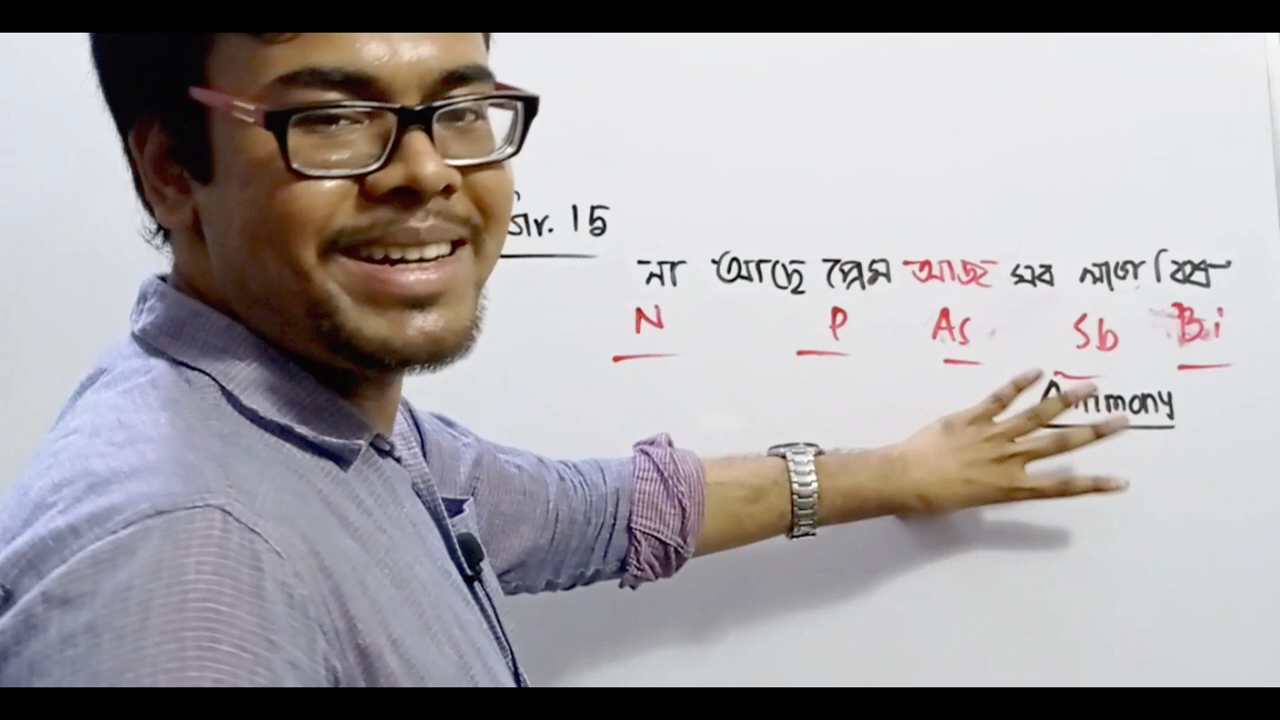 Gr. 15
না আছে প্রেম আজ সব লাগে বিষ
N P As Sb Bi
Antimony